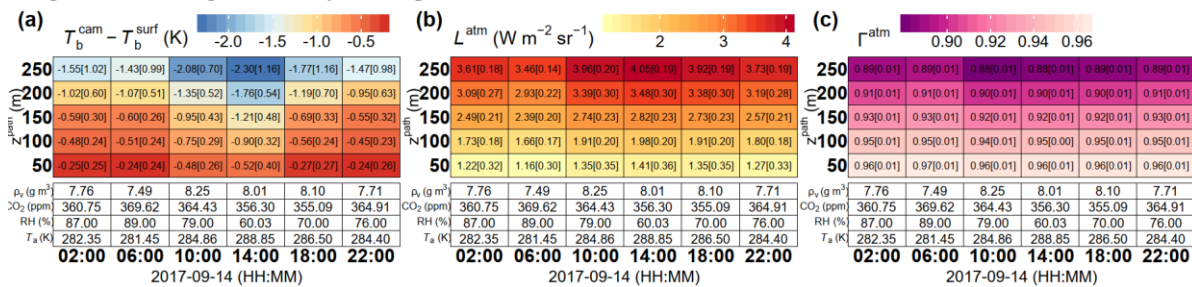 (a)
T_b^cam − T_b^surf (K)
-2.0 -1.5 -1.0 -0.5
250 -1.55[1.02] -1.43[0.99] -2.08[0.70] -2.30[1.16] -1.77[1.16] -1.47[0.98]
200 -1.02[0.60] -1.07[0.51] -1.35[0.52] -1.76[0.54] -1.19[0.70] -0.95[0.63]
150 -0.59[0.30] -0.60[0.26] -0.95[0.43] -1.21[0.48] -0.69[0.33] -0.55[0.32]
100 -0.48[0.24] -0.51[0.24] -0.75[0.29] -0.90[0.32] -0.56[0.24] -0.45[0.23]
50 -0.25[0.25] -0.24[0.24] -0.48[0.26] -0.52[0.40] -0.27[0.27] -0.24[0.26]
z^path (m)
ρ_v (g m³) 7.76 7.49 8.25 8.01 8.10 7.71
CO₂ (ppm) 360.75 369.62 364.43 356.30 355.09 364.91
RH (%) 87.00 89.00 79.00 60.03 70.00 76.00
T_a (K) 282.35 281.45 284.86 288.85 286.50 284.40
02:00 06:00 10:00 14:00 18:00 22:00
2017-09-14 (HH:MM)
(b)
L^atm (W m⁻² sr⁻¹)
2 3 4
250 3.61[0.18] 3.46[0.14] 3.96[0.20] 4.05[0.19] 3.92[0.19] 3.73[0.19]
200 3.09[0.27] 2.93[0.22] 3.39[0.30] 3.48[0.30] 3.38[0.30] 3.19[0.28]
150 2.49[0.21] 2.39[0.20] 2.74[0.23] 2.82[0.23] 2.73[0.23] 2.57[0.21]
100 1.73[0.18] 1.66[0.17] 1.91[0.20] 1.98[0.20] 1.91[0.20] 1.80[0.18]
50 1.22[0.32] 1.16[0.30] 1.35[0.35] 1.41[0.36] 1.35[0.35] 1.27[0.33]
z^path (m)
ρ_v (g m³) 7.76 7.49 8.25 8.01 8.10 7.71
CO₂ (ppm) 360.75 369.62 364.43 356.30 355.09 364.91
RH (%) 87.00 89.00 79.00 60.03 70.00 76.00
T_a (K) 282.35 281.45 284.86 288.85 286.50 284.40
02:00 06:00 10:00 14:00 18:00 22:00
2017-09-14 (HH:MM)
(c)
Γ^atm
0.90 0.92 0.94 0.96
250 0.89[0.01] 0.89[0.01] 0.88[0.01] 0.88[0.01] 0.89[0.01] 0.89[0.01]
200 0.91[0.01] 0.91[0.01] 0.90[0.01] 0.90[0.01] 0.90[0.01] 0.91[0.01]
150 0.93[0.01] 0.93[0.01] 0.92[0.01] 0.92[0.01] 0.92[0.01] 0.93[0.01]
100 0.95[0.01] 0.95[0.01] 0.94[0.01] 0.94[0.01] 0.95[0.01] 0.95[0.01]
50 0.96[0.01] 0.97[0.01] 0.96[0.01] 0.96[0.01] 0.96[0.01] 0.96[0.01]
z^path (m)
ρ_v (g m³) 7.76 7.49 8.25 8.01 8.10 7.71
CO₂ (ppm) 360.75 369.62 364.43 356.30 355.09 364.91
RH (%) 87.00 89.00 79.00 60.03 70.00 76.00
T_a (K) 282.35 281.45 284.86 288.85 286.50 284.40
02:00 06:00 10:00 14:00 18:00 22:00
2017-09-14 (HH:MM)